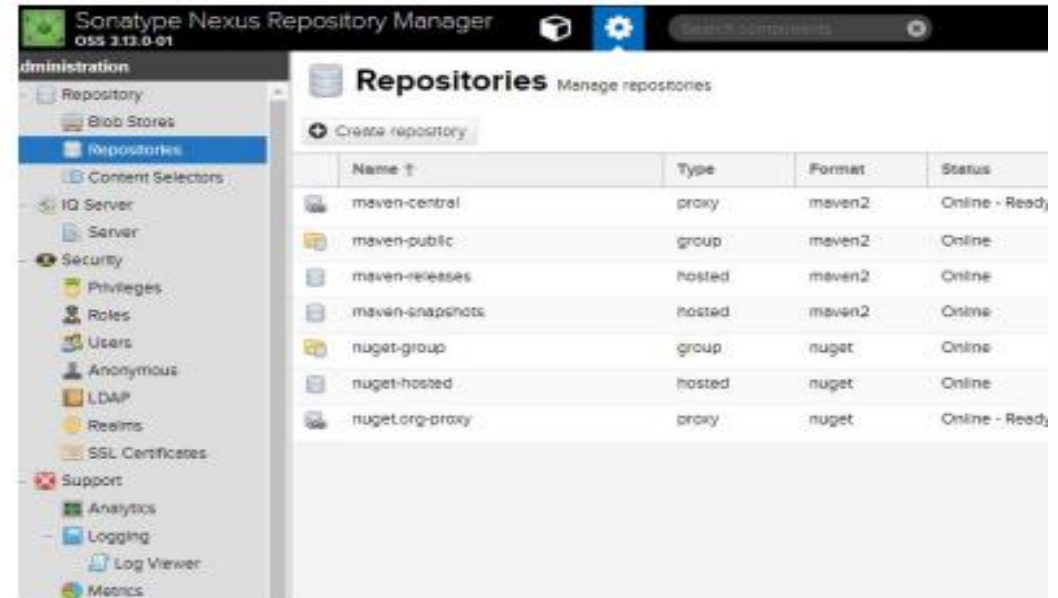 Sonatype Nexus Repository Manager
OSS 3.13.0-01
Search components
dministration
Repository
Blob Stores
Repositories
Content Selectors
IQ Server
Server
Security
Privileges
Roles
Users
Anonymous
LDAP
Realms
SSL Certificates
Support
Analytics
Logging
Log Viewer
Metrics
Repositories Manage repositories
Create repository
Name ↑ Type Format Status
maven-central proxy maven2 Online - Ready
maven-public group maven2 Online
maven-releases hosted maven2 Online
maven-snapshots hosted maven2 Online
nuget-group group nuget Online
nuget-hosted hosted nuget Online
nuget.org-proxy proxy nuget Online - Ready